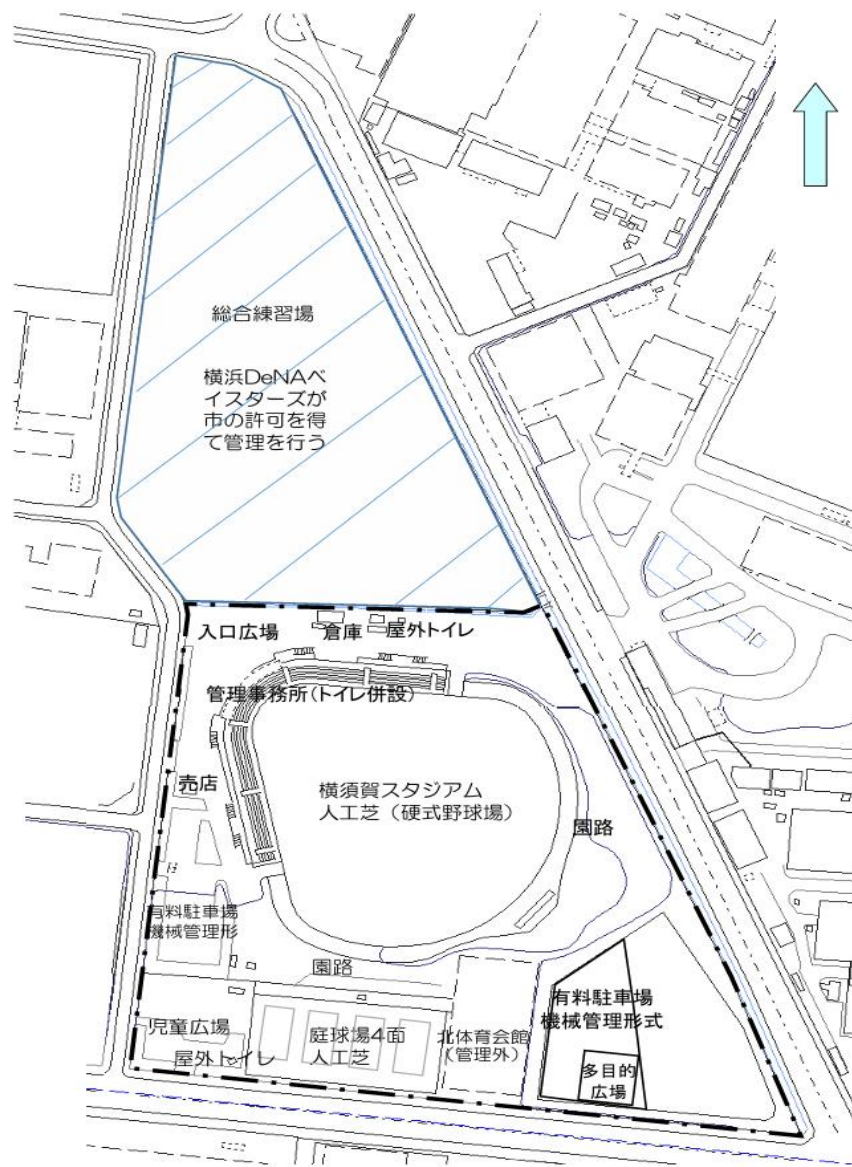 総合練習場
横浜DeNAベ
イスターズが
市の許可を得
て管理を行う
入口広場
倉庫
屋外トイレ
管理事務所(トイレ併設)
売店
横須賀スタジアム
人工芝（硬式野球場）
園路
有料駐車場
機械管理形
園路
有料駐車場
機械管理形式
児童広場
屋外トイレ
庭球場4面
人工芝
北体育会館
（管理外）
多目的
広場